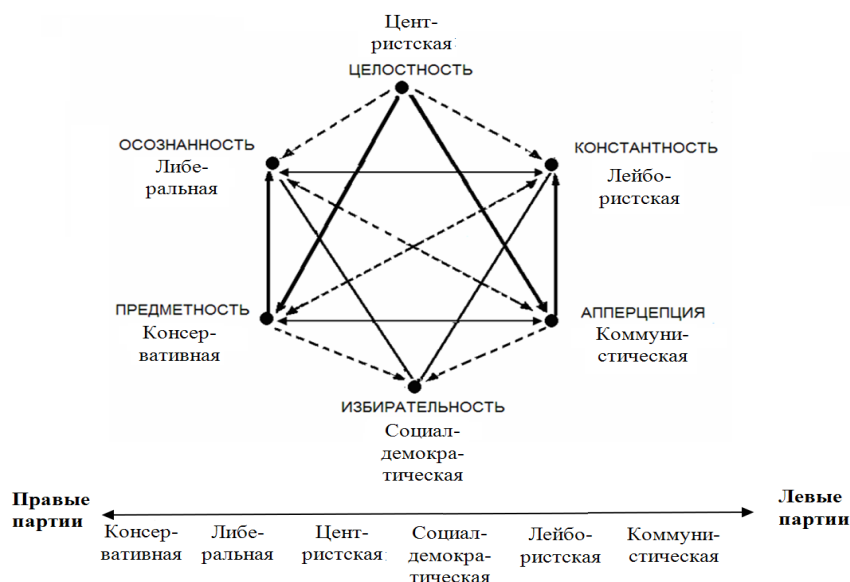 Цент-
ристская
ЦЕЛОСТНОСТЬ
ОСОЗНАННОСТЬ
Либе-
ральная
КОНСТАНТНОСТЬ
Лейбо-
ристская
ПРЕДМЕТНОСТЬ
Консер-
вативная
АППЕРЦЕПЦИЯ
Коммуни-
стическая
ИЗБИРАТЕЛЬНОСТЬ
Социал-
демокра-
тическая
Правые
партии
Левые
партии
Консер-
вативная
Либе-
ральная
Цент-
ристская
Социал-
демокра-
тическая
Лейбо-
ристская
Коммуни-
стическая